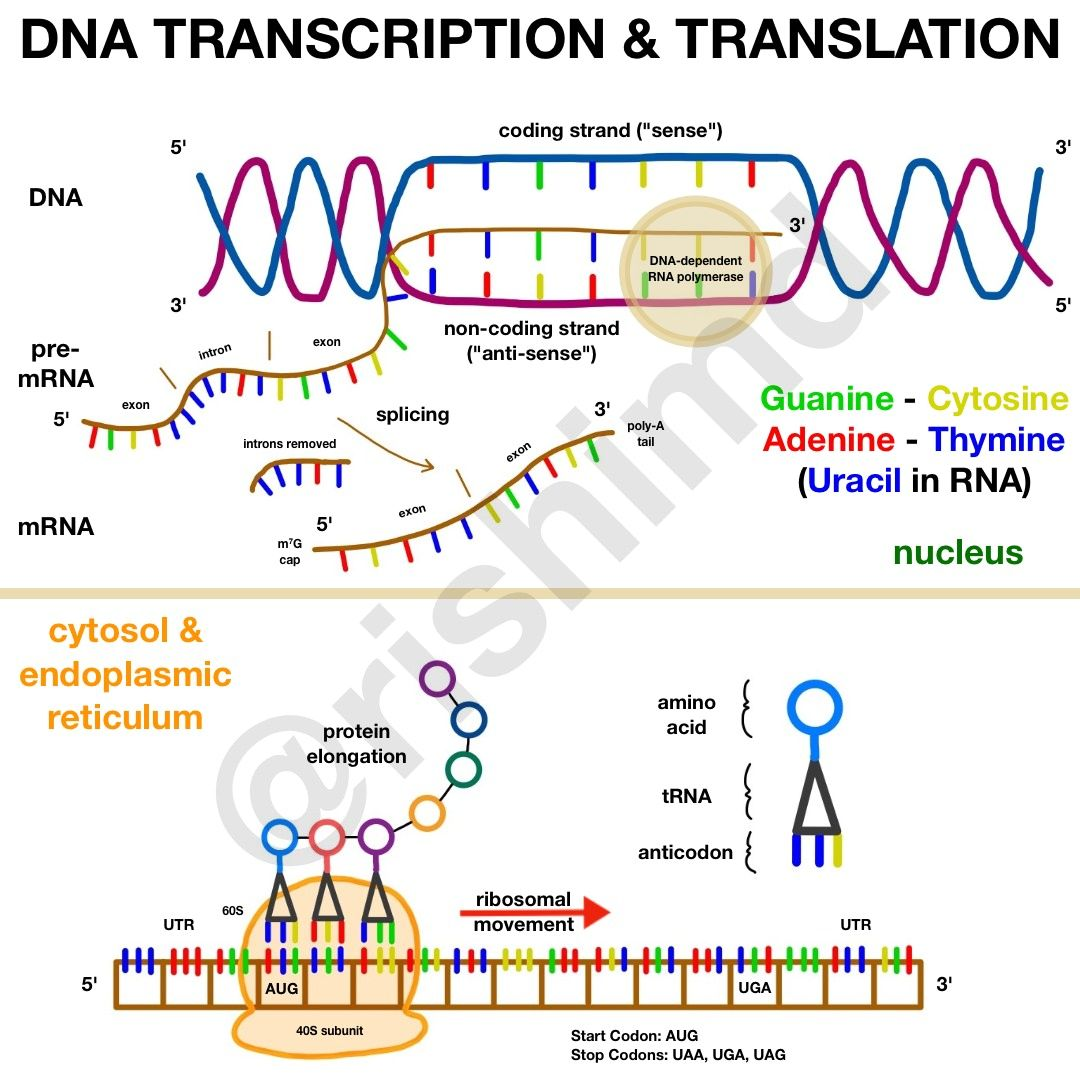 DNA TRANSCRIPTION & TRANSLATION
coding strand ("sense")
5'
3'
DNA
3'
DNA-dependent
RNA polymerase
3'
5'
non-coding strand
("anti-sense")
pre-
mRNA
intron
exon
exon
5'
splicing
introns removed
3'
poly-A
tail
exon
exon
mRNA
5'
m⁷G
cap
Guanine - Cytosine
Adenine - Thymine
(Uracil in RNA)
nucleus
cytosol &
endoplasmic
reticulum
protein
elongation
amino
acid
tRNA
anticodon
ribosomal
movement
60S
UTR
UTR
5'
AUG
UGA
3'
40S subunit
Start Codon: AUG
Stop Codons: UAA, UGA, UAG
@rishimd